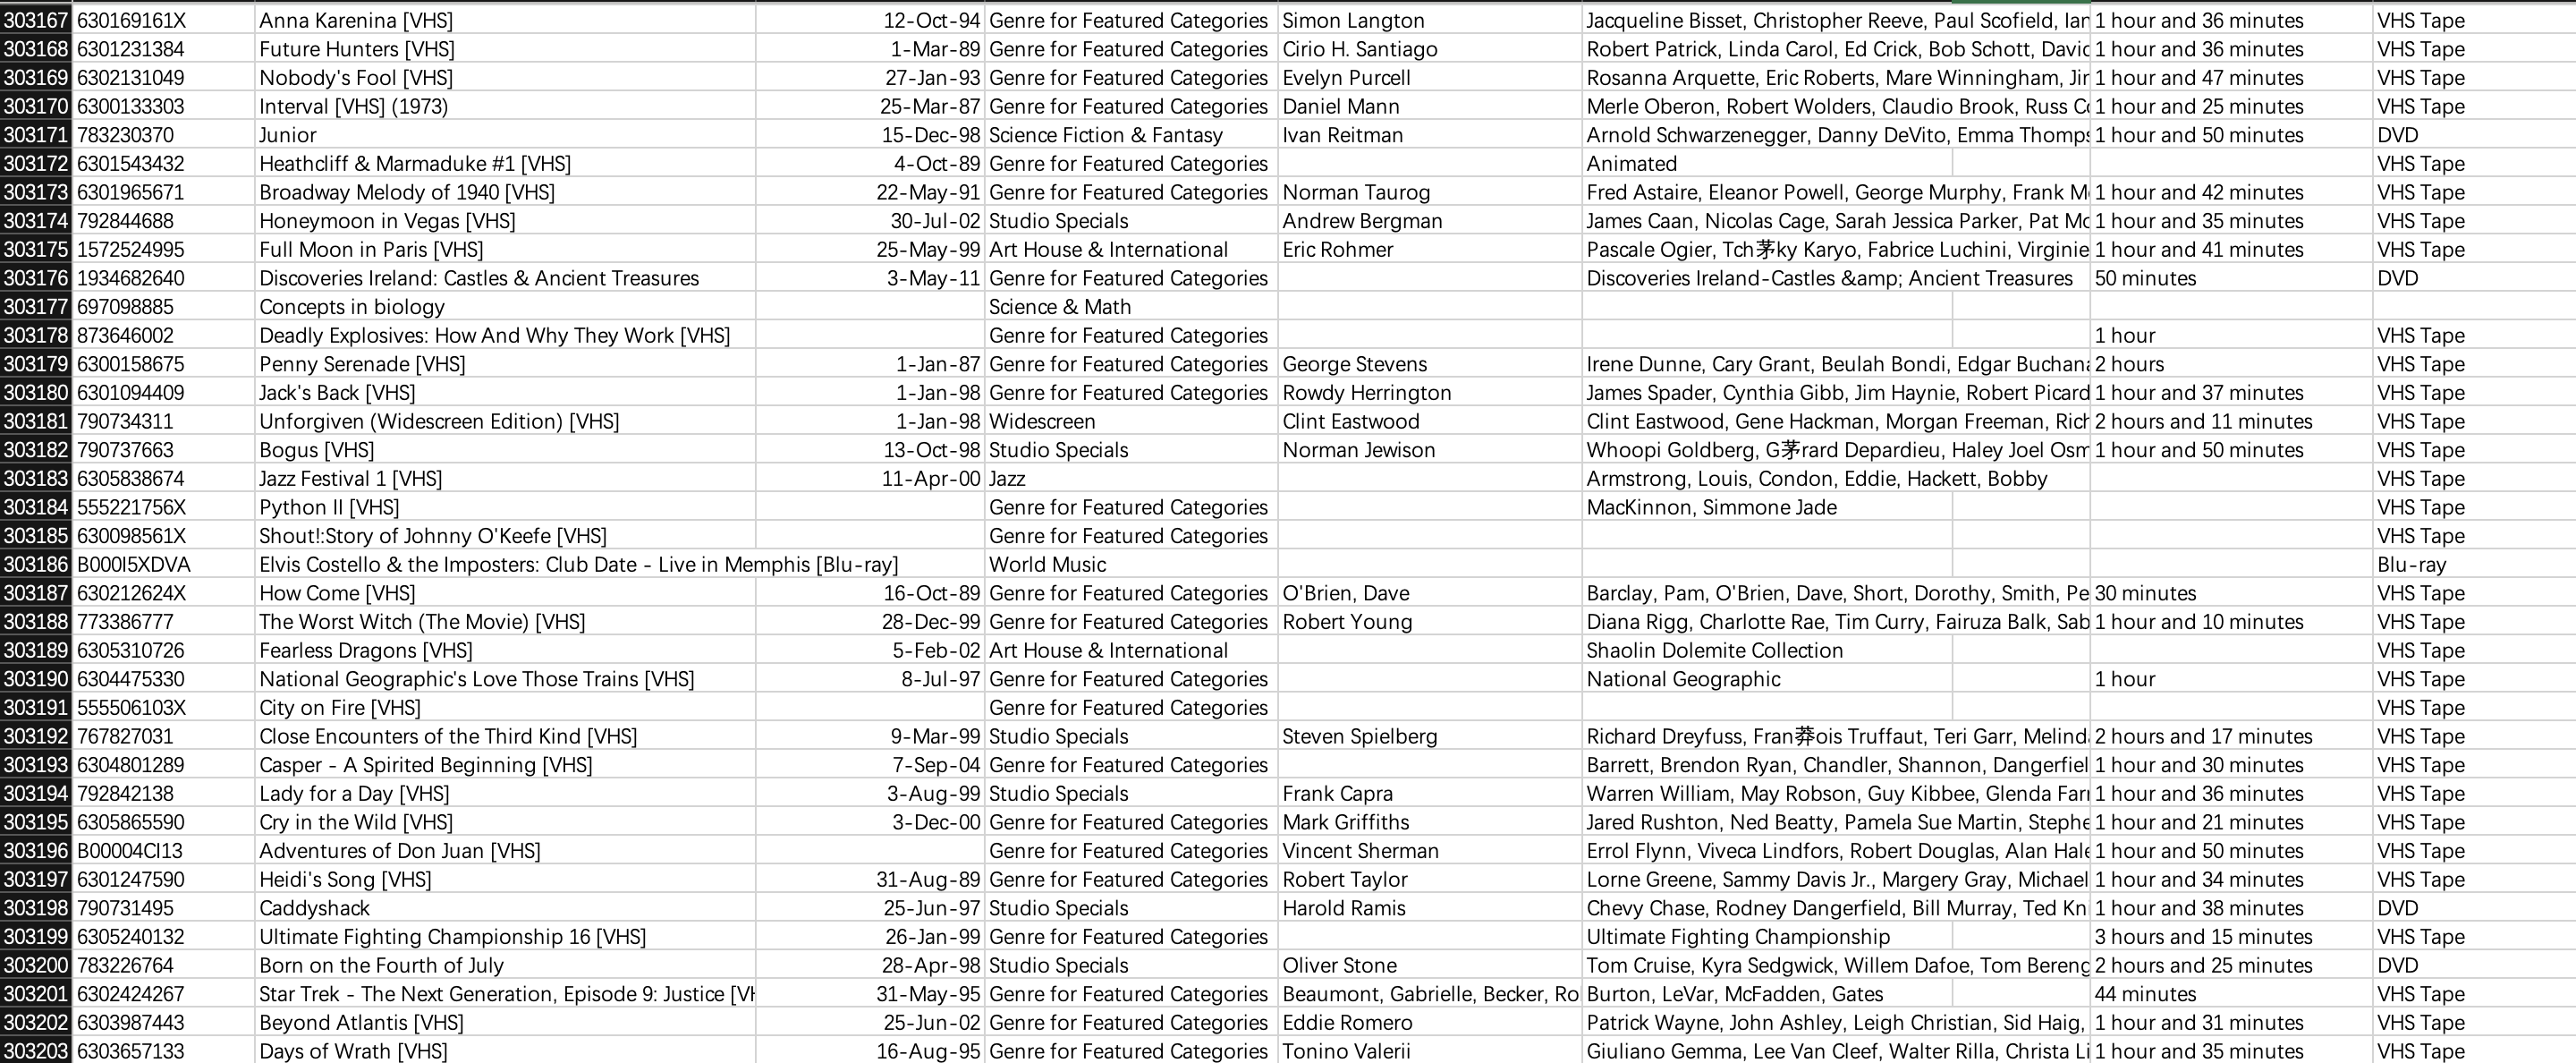 303167 630169161X Anna Karenina [VHS] 12-Oct-94 Genre for Featured Categories Simon Langton Jacqueline Bisset, Christopher Reeve, Paul Scofield, Ian 1 hour and 36 minutes VHS Tape
303168 6301231384 Future Hunters [VHS] 1-Mar-89 Genre for Featured Categories Cirio H. Santiago Robert Patrick, Linda Carol, Ed Crick, Bob Schott, David 1 hour and 36 minutes VHS Tape
303169 6302131049 Nobody's Fool [VHS] 27-Jan-93 Genre for Featured Categories Evelyn Purcell Rosanna Arquette, Eric Roberts, Mare Winningham, Jim 1 hour and 47 minutes VHS Tape
303170 6300133303 Interval [VHS] (1973) 25-Mar-87 Genre for Featured Categories Daniel Mann Merle Oberon, Robert Wolders, Claudio Brook, Russ Co 1 hour and 25 minutes VHS Tape
303171 783230370 Junior 15-Dec-98 Science Fiction & Fantasy Ivan Reitman Arnold Schwarzenegger, Danny DeVito, Emma Thomps 1 hour and 50 minutes DVD
303172 6301543432 Heathcliff & Marmaduke #1 [VHS] 4-Oct-89 Genre for Featured Categories Animated VHS Tape
303173 6301965671 Broadway Melody of 1940 [VHS] 22-May-91 Genre for Featured Categories Norman Taurog Fred Astaire, Eleanor Powell, George Murphy, Frank Mo 1 hour and 42 minutes VHS Tape
303174 792844688 Honeymoon in Vegas [VHS] 30-Jul-02 Studio Specials Andrew Bergman James Caan, Nicolas Cage, Sarah Jessica Parker, Pat Mo 1 hour and 35 minutes VHS Tape
303175 1572524995 Full Moon in Paris [VHS] 25-May-99 Art House & International Eric Rohmer Pascale Ogier, Tch茅ky Karyo, Fabrice Luchini, Virginie 1 hour and 41 minutes VHS Tape
303176 1934682640 Discoveries Ireland: Castles & Ancient Treasures 3-May-11 Genre for Featured Categories Discoveries Ireland-Castles &amp; Ancient Treasures 50 minutes DVD
303177 697098885 Concepts in biology Science & Math
303178 873646002 Deadly Explosives: How And Why They Work [VHS] Genre for Featured Categories 1 hour VHS Tape
303179 6300158675 Penny Serenade [VHS] 1-Jan-87 Genre for Featured Categories George Stevens Irene Dunne, Cary Grant, Beulah Bondi, Edgar Buchana 2 hours VHS Tape
303180 6301094409 Jack's Back [VHS] 1-Jan-98 Genre for Featured Categories Rowdy Herrington James Spader, Cynthia Gibb, Jim Haynie, Robert Picard 1 hour and 37 minutes VHS Tape
303181 790734311 Unforgiven (Widescreen Edition) [VHS] 1-Jan-98 Widescreen Clint Eastwood Clint Eastwood, Gene Hackman, Morgan Freeman, Rich 2 hours and 11 minutes VHS Tape
303182 790737663 Bogus [VHS] 13-Oct-98 Studio Specials Norman Jewison Whoopi Goldberg, G茅rard Depardieu, Haley Joel Osm 1 hour and 50 minutes VHS Tape
303183 6305838674 Jazz Festival 1 [VHS] 11-Apr-00 Jazz Armstrong, Louis, Condon, Eddie, Hackett, Bobby VHS Tape
303184 555221756X Python II [VHS] Genre for Featured Categories MacKinnon, Simmone Jade VHS Tape
303185 630098561X Shout!:Story of Johnny O'Keefe [VHS] Genre for Featured Categories VHS Tape
303186 B000I5XDVA Elvis Costello & the Imposters: Club Date - Live in Memphis [Blu-ray] World Music Blu-ray
303187 630212624X How Come [VHS] 16-Oct-89 Genre for Featured Categories O'Brien, Dave Barclay, Pam, O'Brien, Dave, Short, Dorothy, Smith, Pe 30 minutes VHS Tape
303188 773386777 The Worst Witch (The Movie) [VHS] 28-Dec-99 Genre for Featured Categories Robert Young Diana Rigg, Charlotte Rae, Tim Curry, Fairuza Balk, Sab 1 hour and 10 minutes VHS Tape
303189 6305310726 Fearless Dragons [VHS] 5-Feb-02 Art House & International Shaolin Dolemite Collection VHS Tape
303190 6304475330 National Geographic's Love Those Trains [VHS] 8-Jul-97 Genre for Featured Categories National Geographic 1 hour VHS Tape
303191 555506103X City on Fire [VHS] Genre for Featured Categories VHS Tape
303192 767827031 Close Encounters of the Third Kind [VHS] 9-Mar-99 Studio Specials Steven Spielberg Richard Dreyfuss, Fran莽ois Truffaut, Teri Garr, Melinda 2 hours and 17 minutes VHS Tape
303193 6304801289 Casper - A Spirited Beginning [VHS] 7-Sep-04 Genre for Featured Categories Barrett, Brendon Ryan, Chandler, Shannon, Dangerfiel 1 hour and 30 minutes VHS Tape
303194 792842138 Lady for a Day [VHS] 3-Aug-99 Studio Specials Frank Capra Warren William, May Robson, Guy Kibbee, Glenda Farr 1 hour and 36 minutes VHS Tape
303195 6305865590 Cry in the Wild [VHS] 3-Dec-00 Genre for Featured Categories Mark Griffiths Jared Rushton, Ned Beatty, Pamela Sue Martin, Stephe 1 hour and 21 minutes VHS Tape
303196 B00004CI13 Adventures of Don Juan [VHS] Genre for Featured Categories Vincent Sherman Errol Flynn, Viveca Lindfors, Robert Douglas, Alan Hale 1 hour and 50 minutes VHS Tape
303197 6301247590 Heidi's Song [VHS] 31-Aug-89 Genre for Featured Categories Robert Taylor Lorne Greene, Sammy Davis Jr., Margery Gray, Michael 1 hour and 34 minutes VHS Tape
303198 790731495 Caddyshack 25-Jun-97 Studio Specials Harold Ramis Chevy Chase, Rodney Dangerfield, Bill Murray, Ted Kni 1 hour and 38 minutes DVD
303199 6305240132 Ultimate Fighting Championship 16 [VHS] 26-Jan-99 Genre for Featured Categories Ultimate Fighting Championship 3 hours and 15 minutes VHS Tape
303200 783226764 Born on the Fourth of July 28-Apr-98 Studio Specials Oliver Stone Tom Cruise, Kyra Sedgwick, Willem Dafoe, Tom Bereng 2 hours and 25 minutes DVD
303201 6302424267 Star Trek - The Next Generation, Episode 9: Justice [VH 31-May-95 Genre for Featured Categories Beaumont, Gabrielle, Becker, Ro Burton, LeVar, McFadden, Gates 44 minutes VHS Tape
303202 6303987443 Beyond Atlantis [VHS] 25-Jun-02 Genre for Featured Categories Eddie Romero Patrick Wayne, John Ashley, Leigh Christian, Sid Haig, 1 hour and 31 minutes VHS Tape
303203 6303657133 Days of Wrath [VHS] 16-Aug-95 Genre for Featured Categories Tonino Valerii Giuliano Gemma, Lee Van Cleef, Walter Rilla, Christa Li 1 hour and 35 minutes VHS Tape